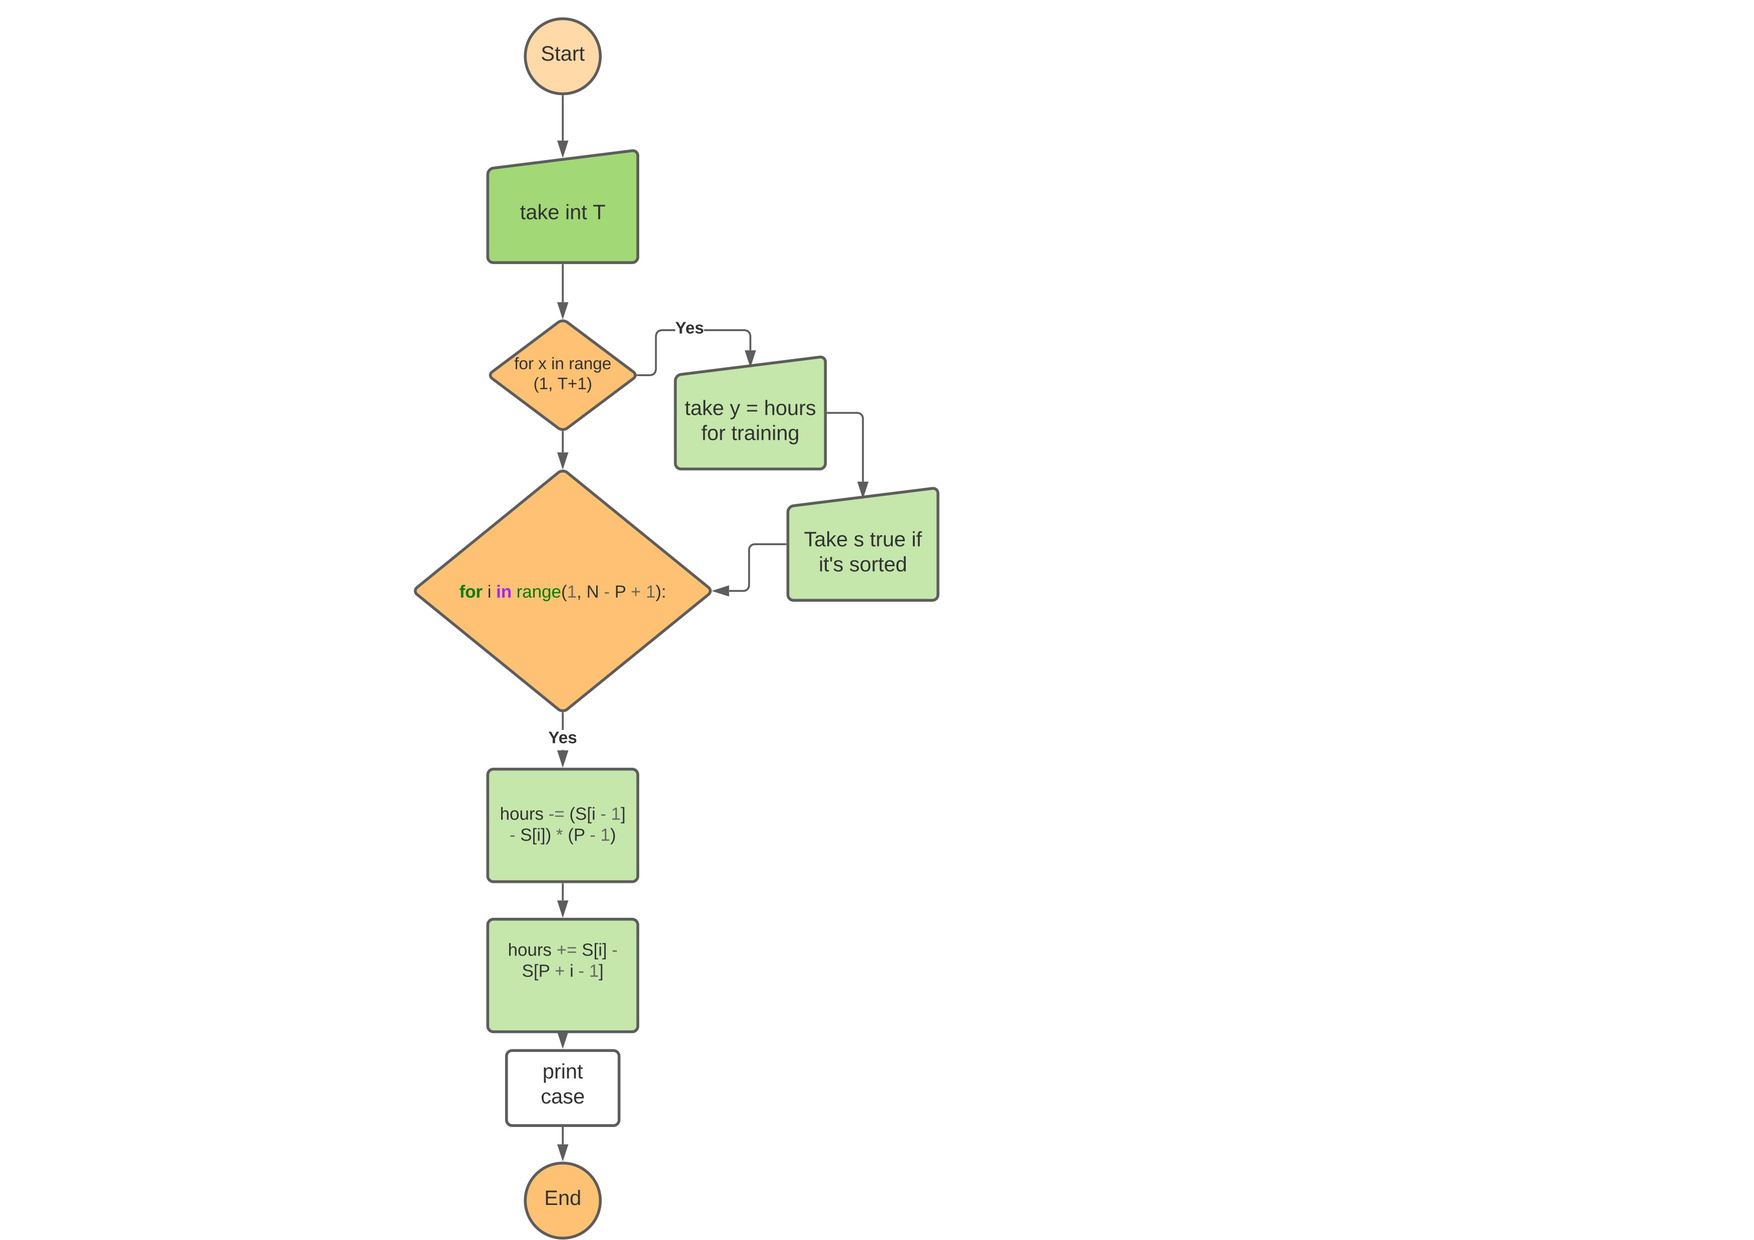 Start
take int T
for x in range
(1, T+1)
Yes
take y = hours
for training
Take s true if
it's sorted
for i in range(1, N - P + 1):
Yes
hours -= (S[i - 1]
- S[i]) * (P - 1)
hours += S[i] -
S[P + i - 1]
print
case
End